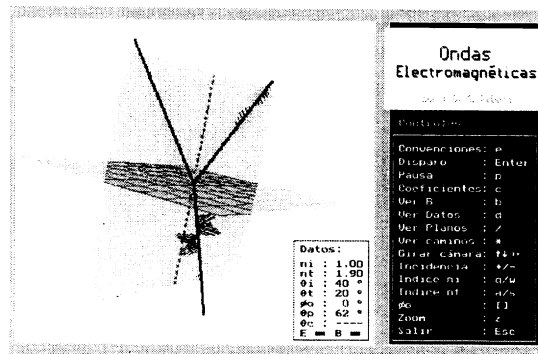 Ondas
Electromagnéticas
Controles
Convenciones: e
Disparo : Enter
Pausa : p
Coeficientes: c
Ver B : b
Ver Datos : d
Ver Planos : /
Ver caminos : *
Girar cámara:
Incidencia : +/-
Indice ni : q/w
Indice nt : a/s
øo : []
Zoom : z
Salir : Esc
Datos:
ni : 1.00
nt : 1.90
θi : 40 °
θt : 20 °
øo : 0 °
θp : 62 °
θc : ----
E B